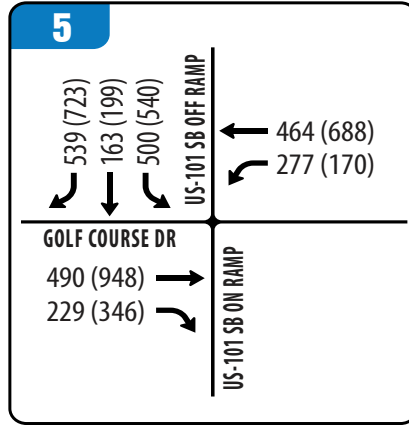 5
539 (723)
163 (199)
500 (540)
US-101 SB OFF RAMP
464 (688)
277 (170)
GOLF COURSE DR
490 (948)
229 (346)
US-101 SB ON RAMP